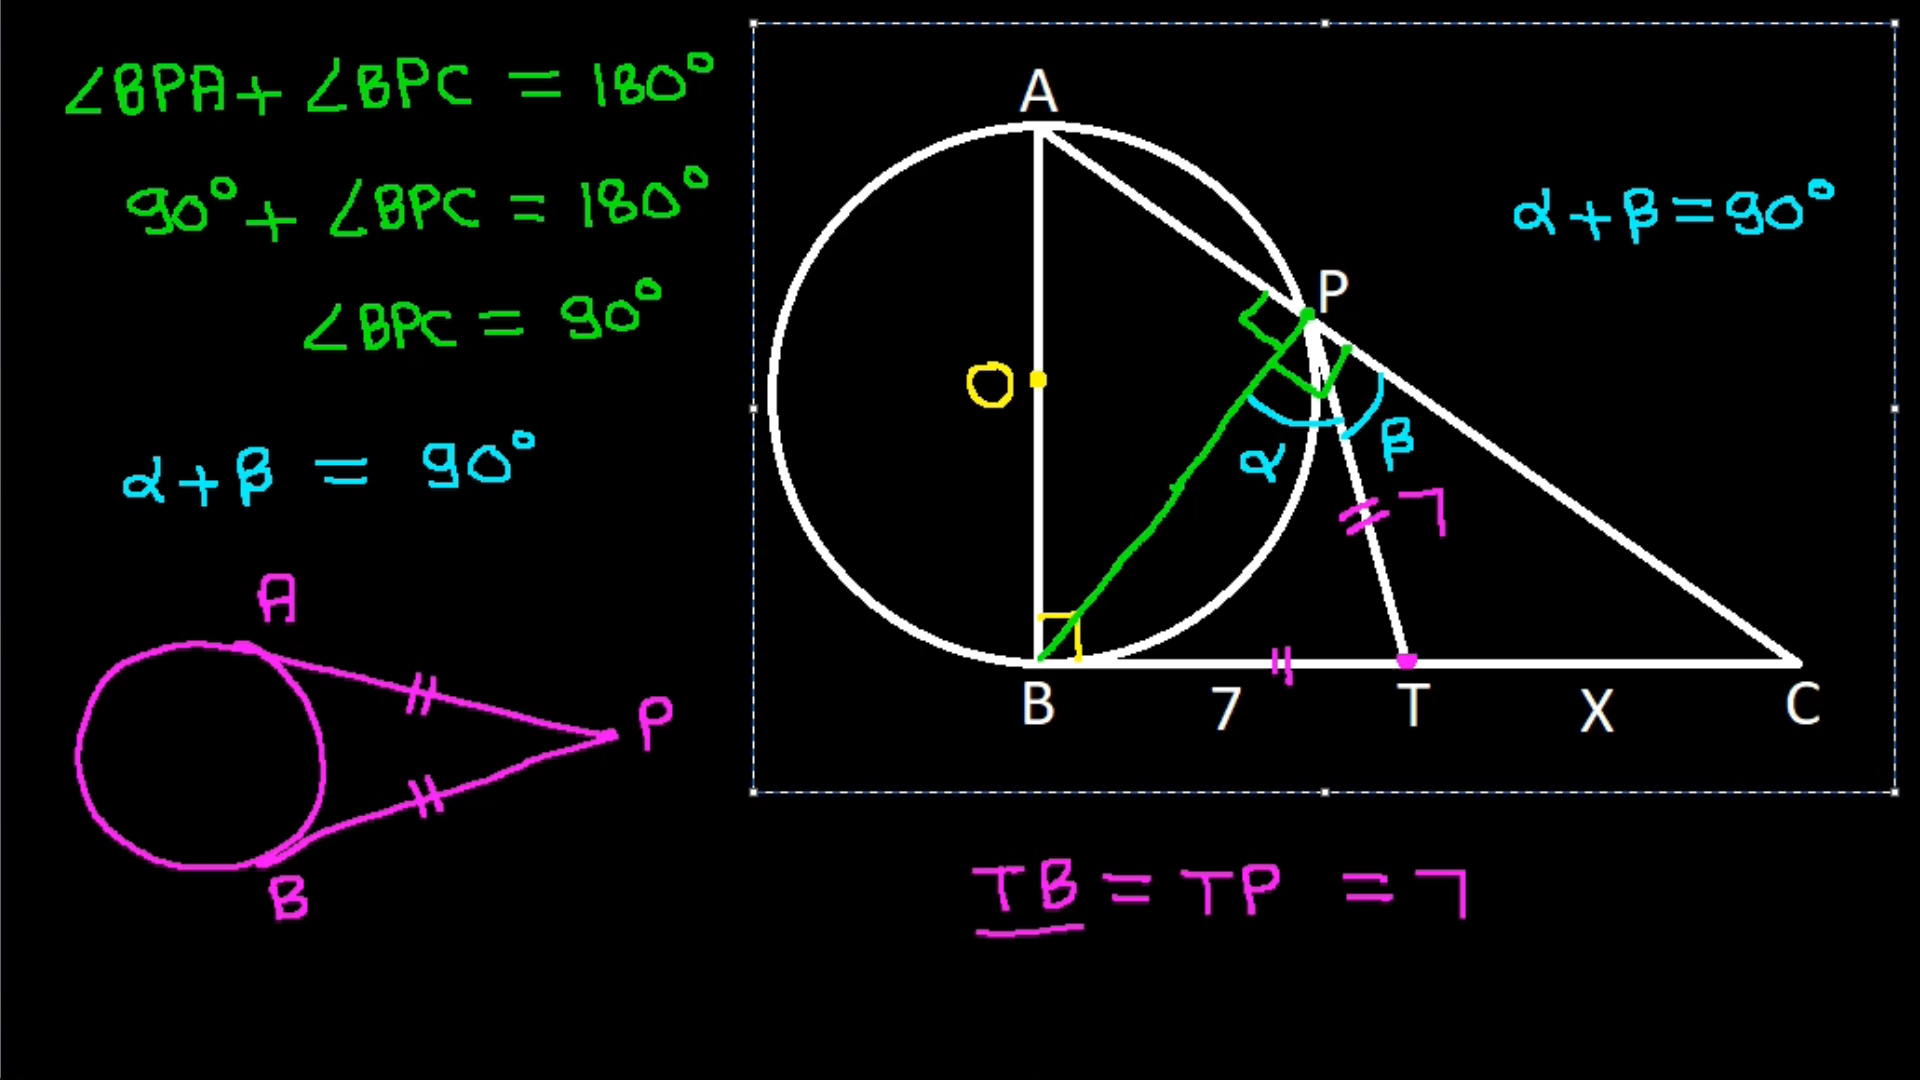 ∠BPA + ∠BPC = 180°
90° + ∠BPC = 180°
∠BPC = 90°
α + β = 90°
A
P
B
A
α + β = 90°
P
O
α
β
7
B
7
T
X
C
TB = TP = 7